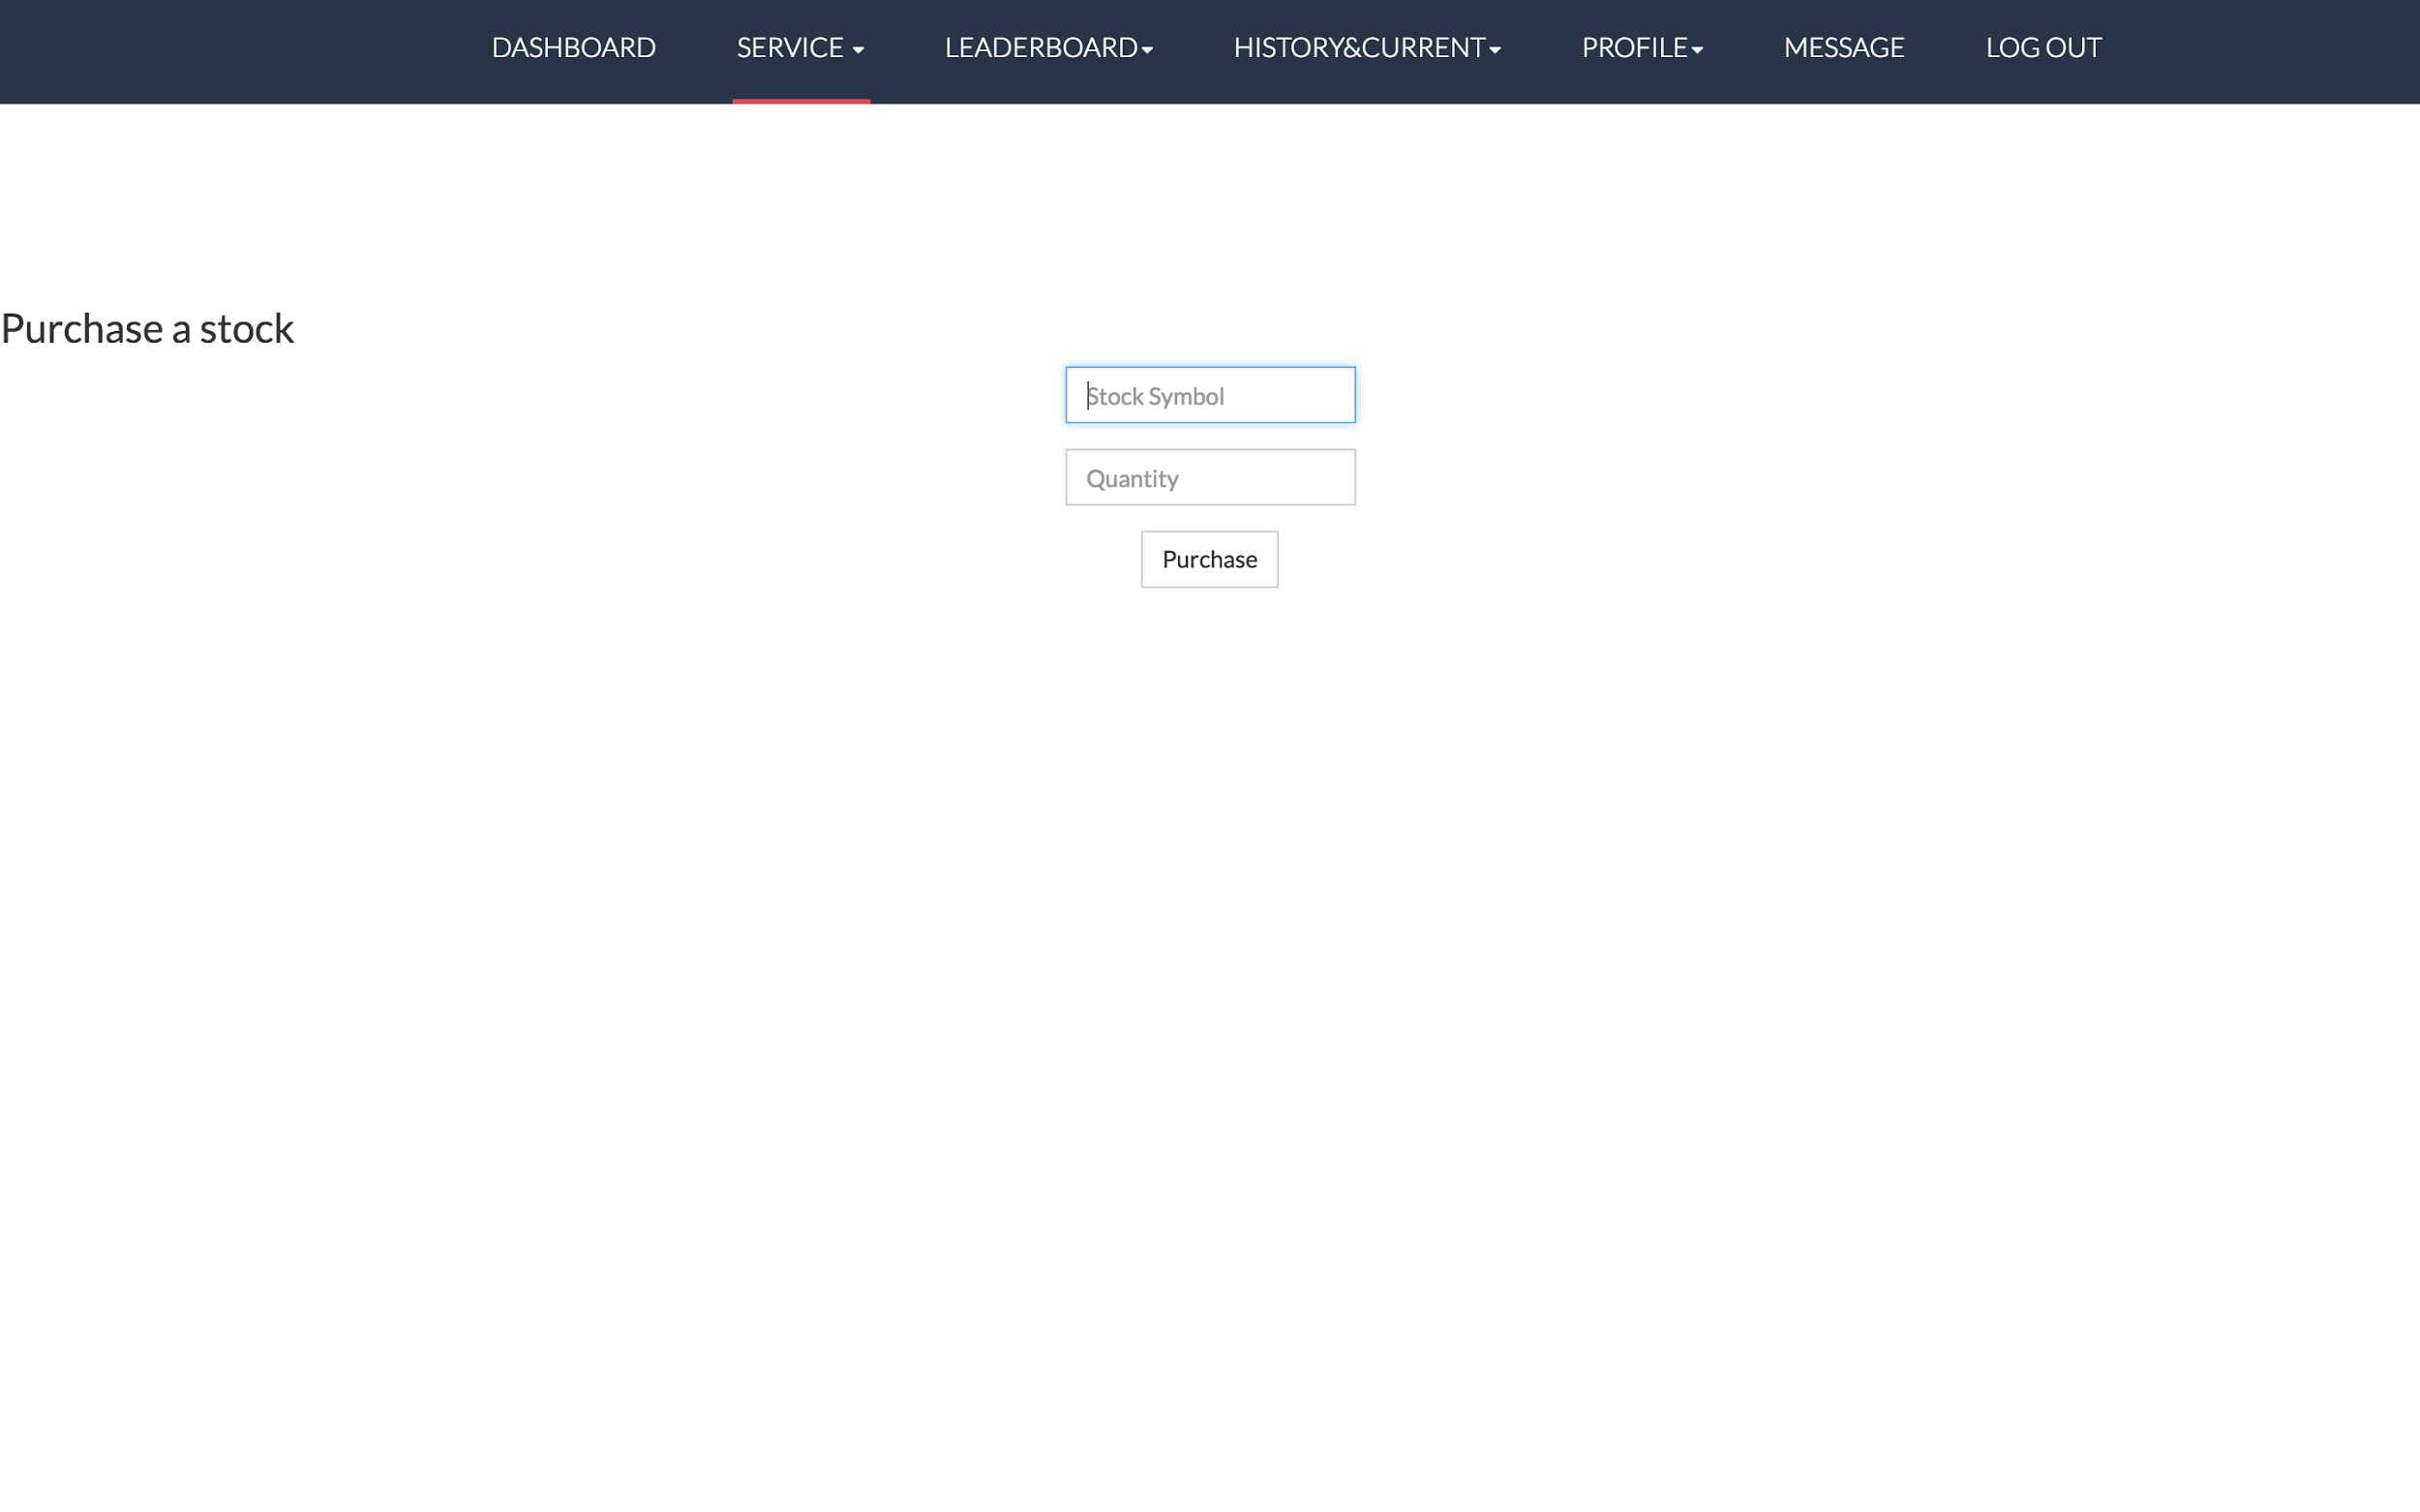 DASHBOARD SERVICE LEADERBOARD HISTORY&CURRENT PROFILE MESSAGE LOG OUT
Purchase a stock
Stock Symbol
Quantity
Purchase